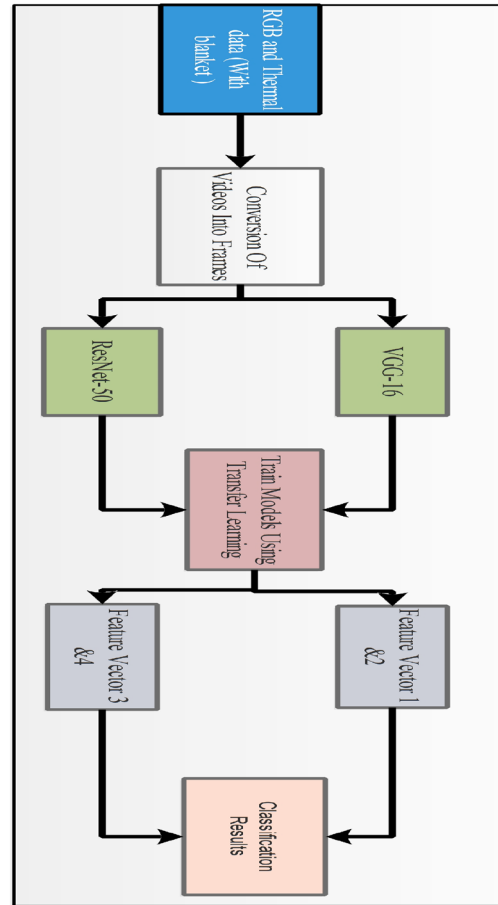 RGB and Thermal
data (With
blanket )
Conversion Of
Videos Into Frames
VGG-16
ResNet-50
Train Models Using
Transfer Learning
Feature Vector 1
&2
Feature Vector 3
&4
Classification
Results